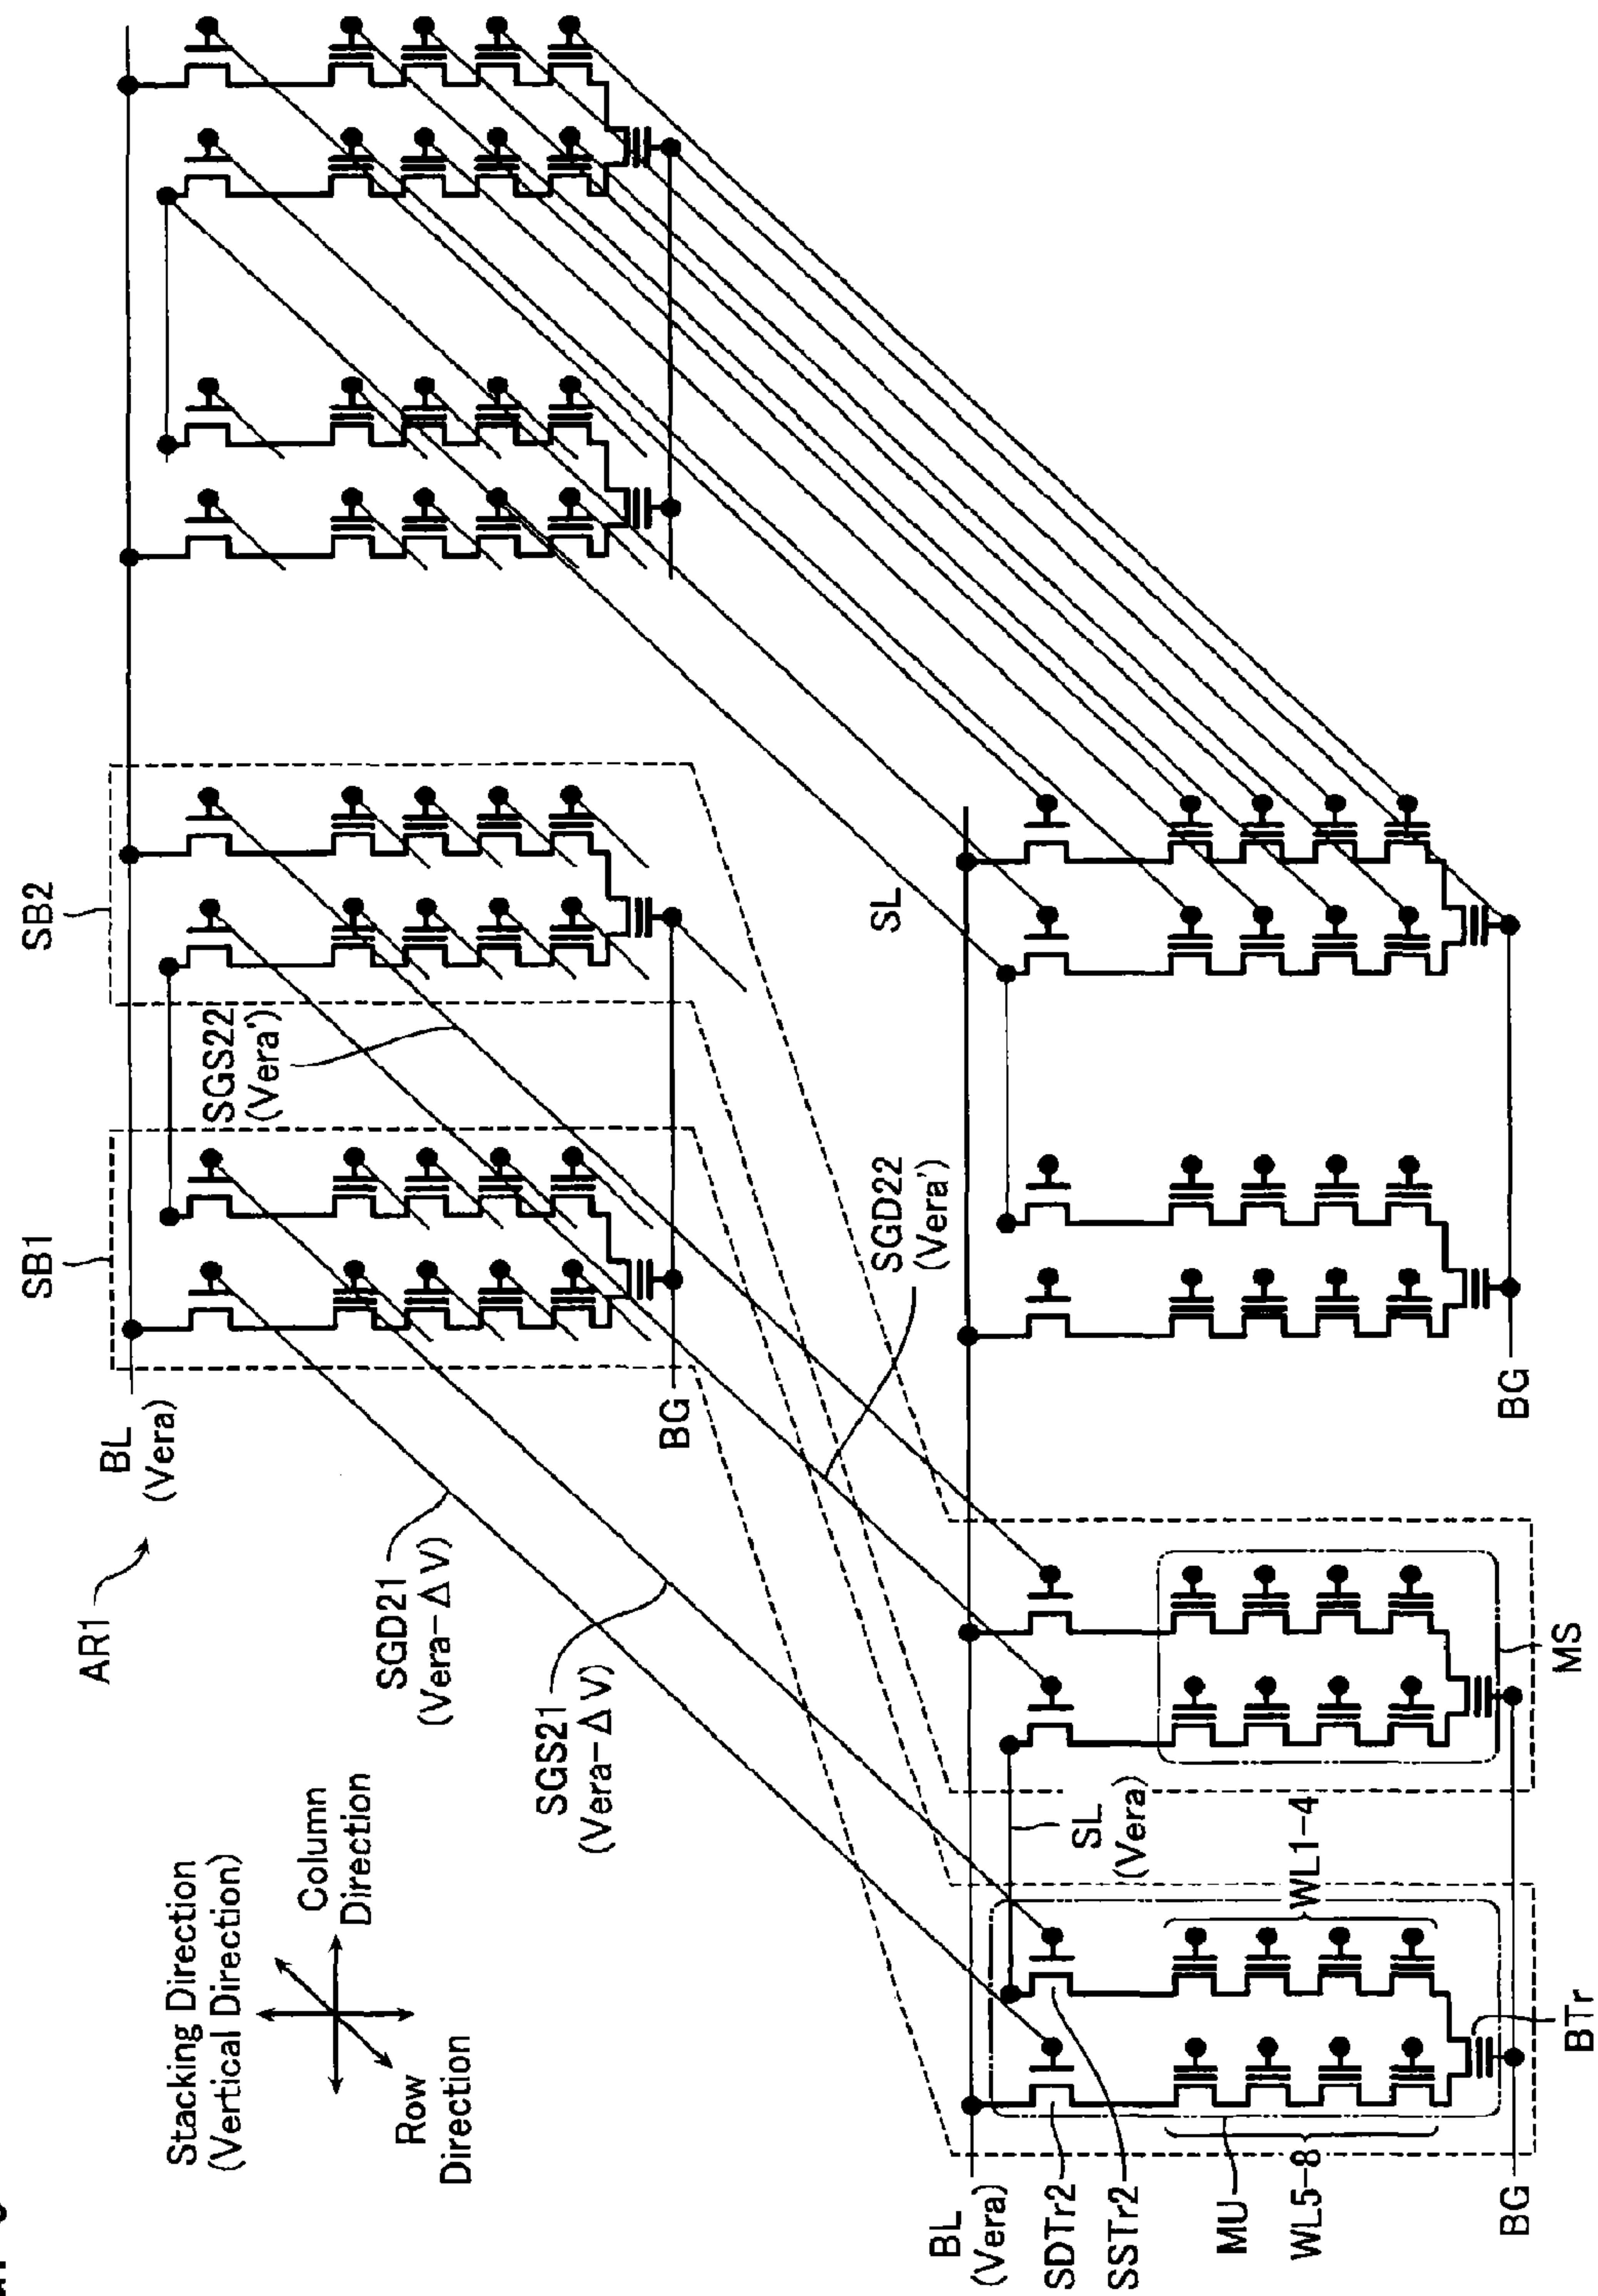 AR1
BL
(Vera)
SB1
SB2
SGS22
(Vera')
SGD21
(Vera-ΔV)
SGS21
(Vera-ΔV)
BG
SGD22
(Vera')
SL
Stacking Direction
(Vertical Direction)
Column
Direction
Row
Direction
BL
(Vera)
SDTr2
SSTr2
MU
WL5-8
BG
SL
(Vera)
WL1-4
BTr
MS
BG